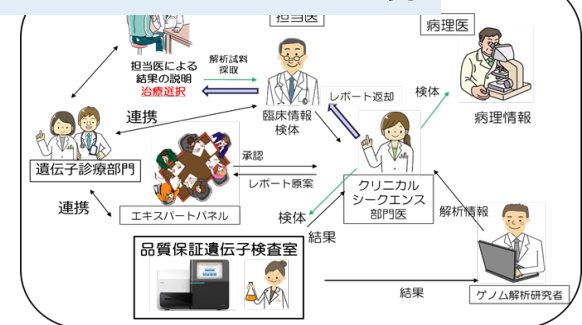 担当医
病理医
担当医による
結果の説明
治療選択
解析試料
採取
臨床情報
検体
レポート返却
検体
病理情報
連携
遺伝子診療部門
承認
レポート原案
エキスパートパネル
クリニカル
シークエンス
部門医
連携
検体
結果
解析情報
品質保証遺伝子検査室
結果
ゲノム解析研究者